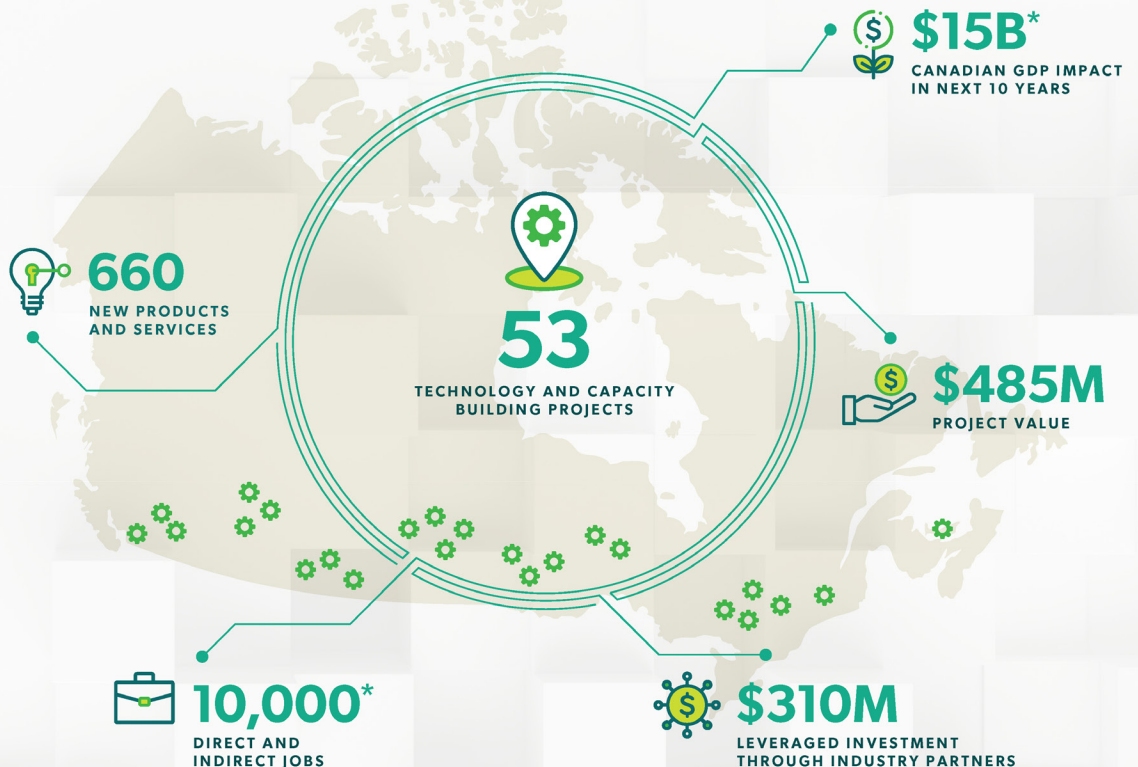 $15B*
CANADIAN GDP IMPACT
IN NEXT 10 YEARS
660
NEW PRODUCTS
AND SERVICES
53
TECHNOLOGY AND CAPACITY
BUILDING PROJECTS
$485M
PROJECT VALUE
10,000*
DIRECT AND
INDIRECT JOBS
$310M
LEVERAGED INVESTMENT
THROUGH INDUSTRY PARTNERS